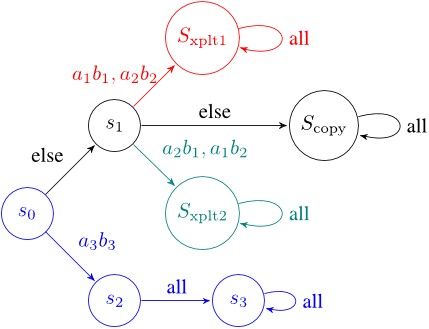 S_xplt1
all
a_1b_1, a_2b_2
s_1
else
S_copy
all
else
a_2b_1, a_1b_2
s_0
S_xplt2
all
a_3b_3
s_2
all
s_3
all